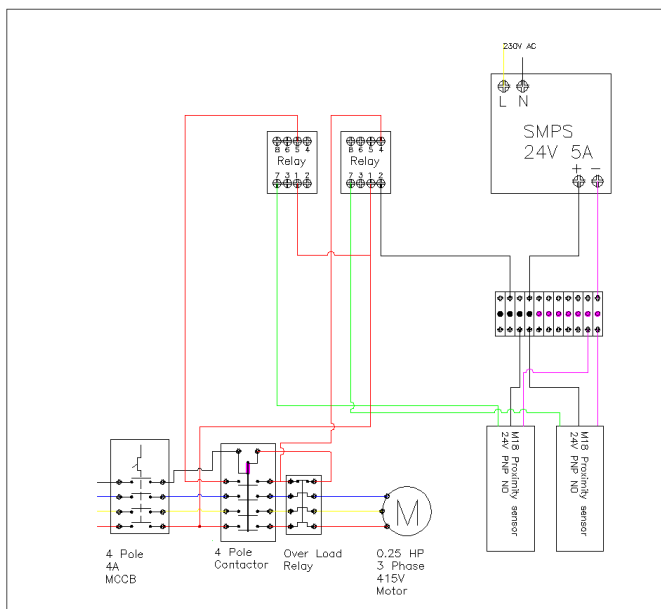 230V AC
L N
SMPS
24V 5A
+ −
8 6 5 4
Relay
7 3 1 2
8 6 5 4
Relay
7 3 1 2
M18 Proximity sensor
24V PNP NO
M18 Proximity sensor
24V PNP NO
M
4 Pole
4A
MCCB
4 Pole
Contactor
Over Load
Relay
0.25 HP
3 Phase
415V
Motor